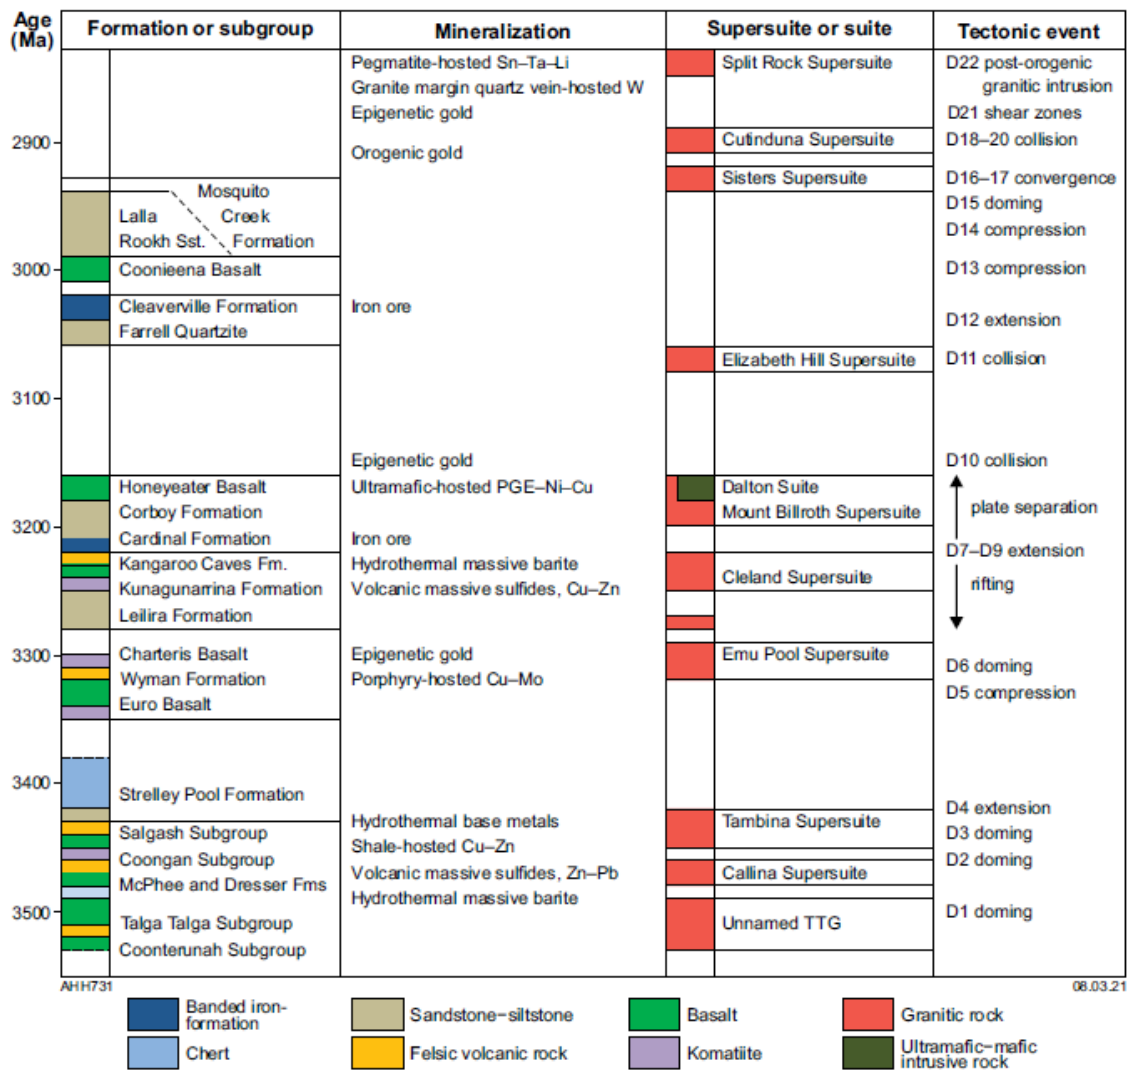 Age
(Ma)
Formation or subgroup
Mineralization
Supersuite or suite
Tectonic event
2900
3000
3100
3200
3300
3400
3500
Mosquito
Lalla Creek
Rookh Sst. Formation
Coonieena Basalt
Cleaverville Formation
Farrell Quartzite
Honeyeater Basalt
Corboy Formation
Cardinal Formation
Kangaroo Caves Fm.
Kunagunarrina Formation
Leilira Formation
Charteris Basalt
Wyman Formation
Euro Basalt
Strelley Pool Formation
Salgash Subgroup
Coongan Subgroup
McPhee and Dresser Fms
Talga Talga Subgroup
Coonterunah Subgroup
Pegmatite-hosted Sn–Ta–Li
Granite margin quartz vein-hosted W
Epigenetic gold
Orogenic gold
Iron ore
Epigenetic gold
Ultramafic-hosted PGE–Ni–Cu
Iron ore
Hydrothermal massive barite
Volcanic massive sulfides, Cu–Zn
Epigenetic gold
Porphyry-hosted Cu–Mo
Hydrothermal base metals
Shale-hosted Cu–Zn
Volcanic massive sulfides, Zn–Pb
Hydrothermal massive barite
Split Rock Supersuite
Cutinduna Supersuite
Sisters Supersuite
Elizabeth Hill Supersuite
Dalton Suite
Mount Billroth Supersuite
Cleland Supersuite
Emu Pool Supersuite
Tambina Supersuite
Callina Supersuite
Unnamed TTG
D22 post-orogenic
granitic intrusion
D21 shear zones
D18–20 collision
D16–17 convergence
D15 doming
D14 compression
D13 compression
D12 extension
D11 collision
D10 collision
plate separation
D7–D9 extension
rifting
D6 doming
D5 compression
D4 extension
D3 doming
D2 doming
D1 doming
AHH731
08.03.21
Banded iron-
formation
Sandstone–siltstone
Basalt
Granitic rock
Chert
Felsic volcanic rock
Komatiite
Ultramafic–mafic
intrusive rock